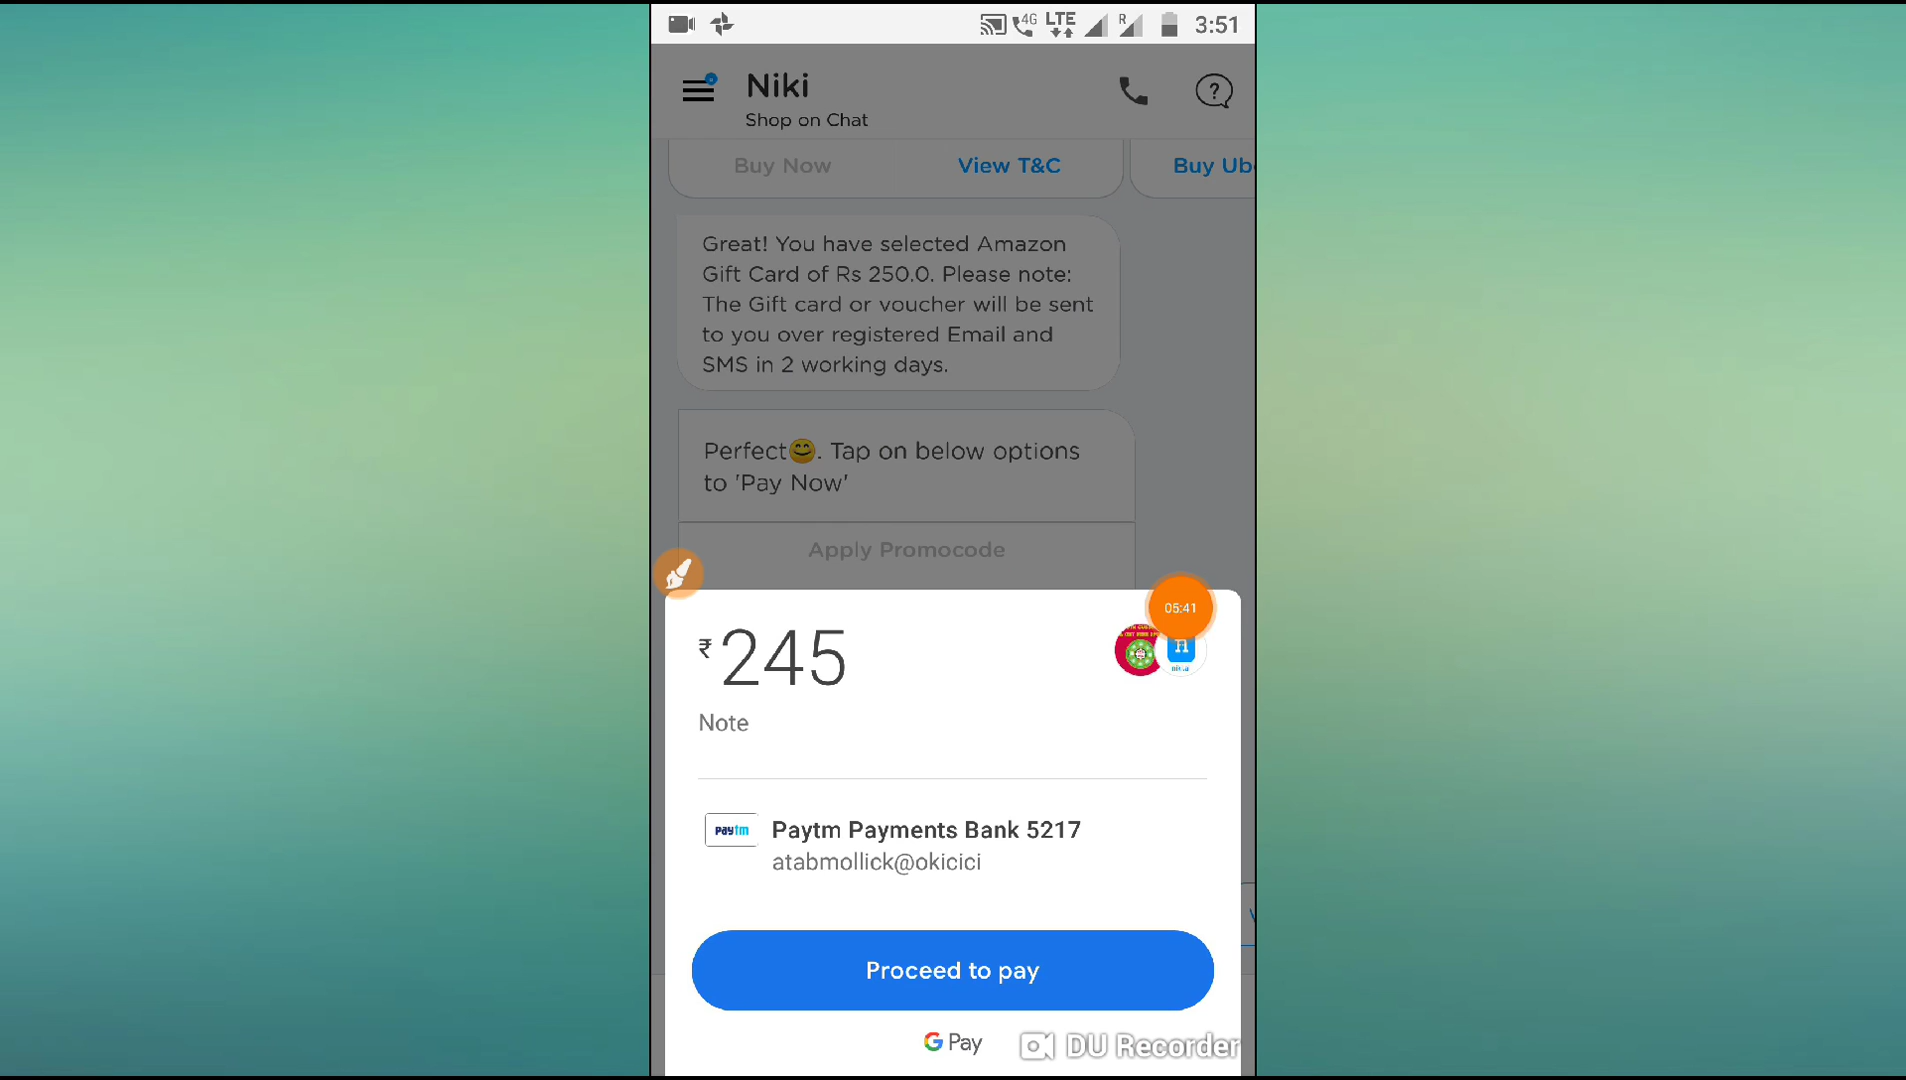 4G LTE R 3:51
Niki
Shop on Chat
Buy Now View T&C Buy Ub
Great! You have selected Amazon
Gift Card of Rs 250.0. Please note:
The Gift card or voucher will be sent
to you over registered Email and
SMS in 2 working days.
Perfect😊. Tap on below options
to 'Pay Now'
Apply Promocode
05:41
₹245
Note
paytm Paytm Payments Bank 5217
atabmollick@okicici
Proceed to pay
G Pay DU Recorder